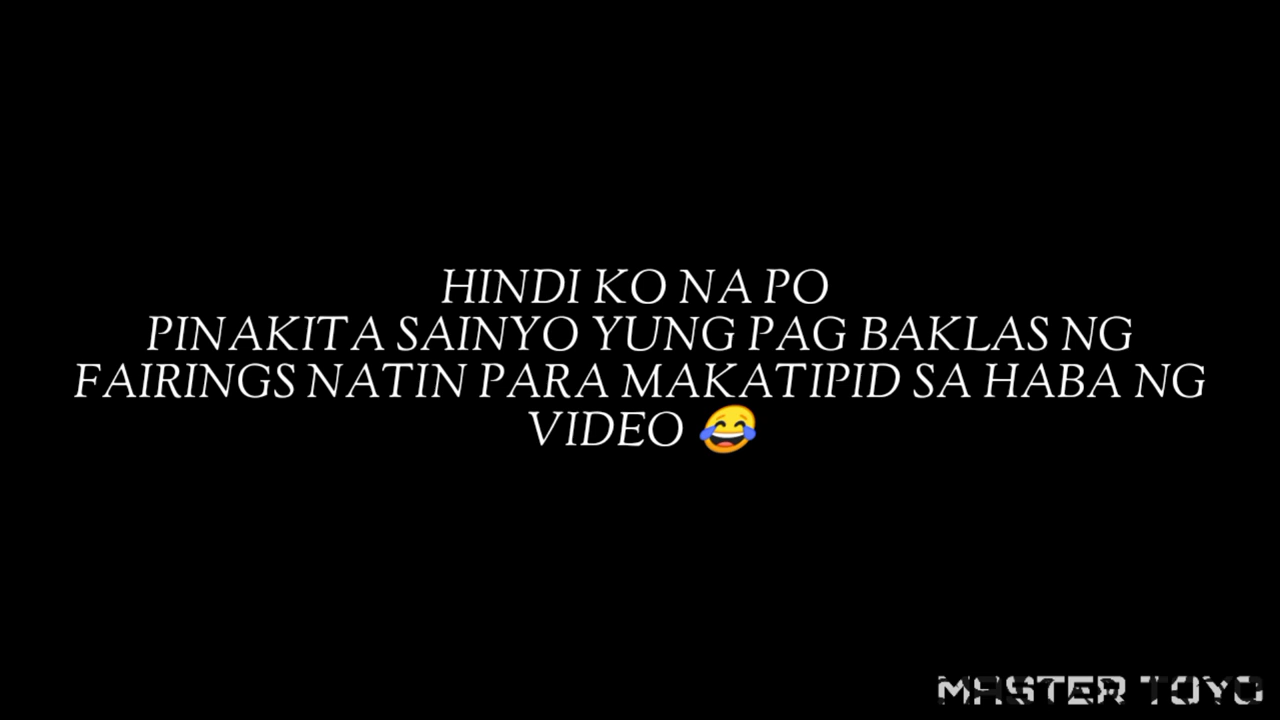 HINDI KO NA PO
PINAKITA SAINYO YUNG PAG BAKLAS NG
FAIRINGS NATIN PARA MAKATIPID SA HABA NG
VIDEO 😂
MASTER TOYO